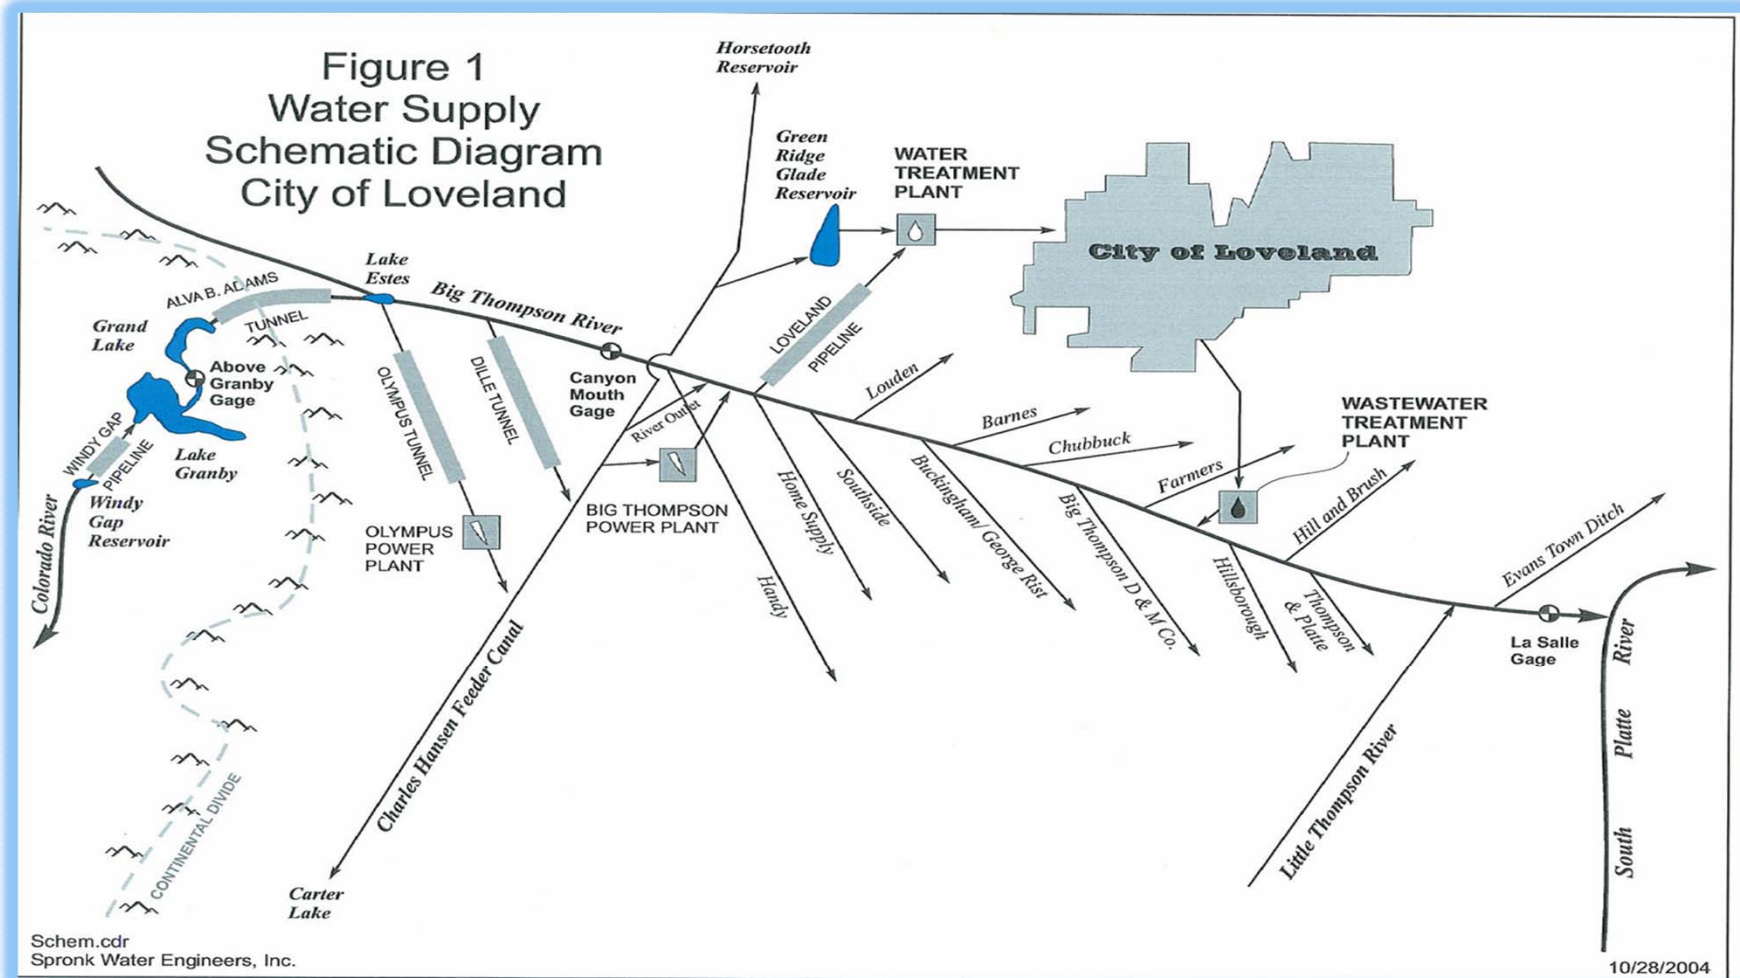 Figure 1
Water Supply
Schematic Diagram
City of Loveland
Horsetooth
Reservoir
Green
Ridge
Glade
Reservoir
WATER
TREATMENT
PLANT
City of Loveland
Lake
Estes
ALVA B. ADAMS
TUNNEL
Big Thompson River
Grand
Lake
Above
Granby
Gage
WINDY GAP
PIPELINE
Lake
Granby
Windy
Gap
Reservoir
Colorado River
OLYMPUS TUNNEL
DILLE TUNNEL
Canyon
Mouth
Gage
River Outlet
LOVELAND
PIPELINE
OLYMPUS
POWER
PLANT
BIG THOMPSON
POWER PLANT
Louden
Barnes
Chubbuck
Farmers
WASTEWATER
TREATMENT
PLANT
Hill and Brush
Evans Town Ditch
Handy
Home Supply
Southside
Buckingham/ George Rist
Big Thompson D & M Co.
Hillsborough
Thompson
& Platte
La Salle
Gage
Little Thompson River
South Platte River
Charles Hansen Feeder Canal
Carter
Lake
CONTINENTAL DIVIDE
Schem.cdr
Spronk Water Engineers, Inc.
10/28/2004